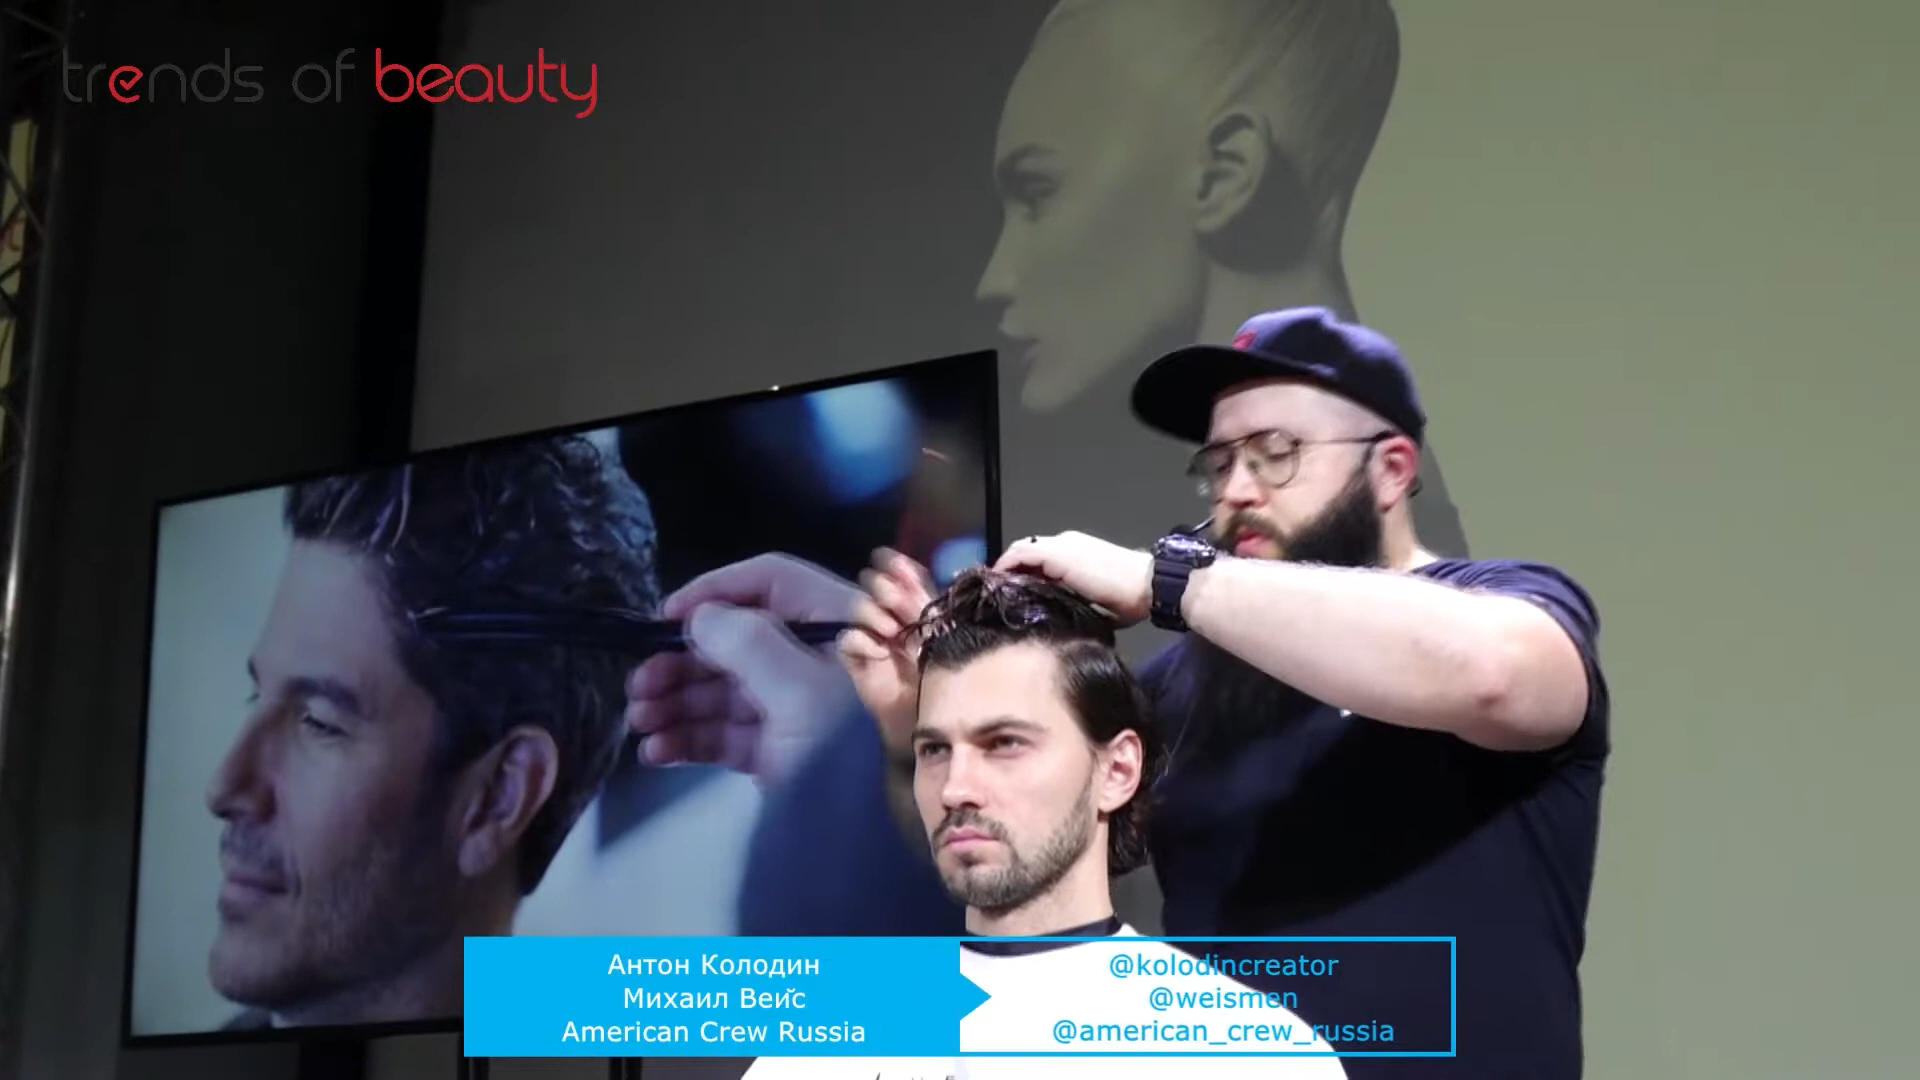 trends of beauty
Антон Колодин
Михаил Вейс
American Crew Russia
@kolodincreator
@weismen
@american_crew_russia